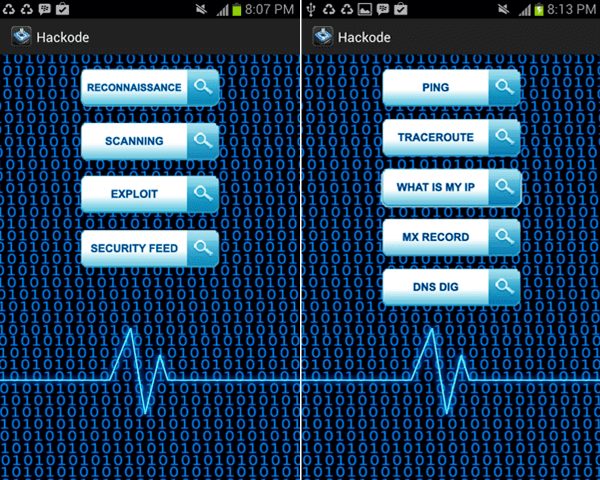 8:07 PM
Hackode
RECONNAISSANCE
SCANNING
EXPLOIT
SECURITY FEED
8:13 PM
Hackode
PING
TRACEROUTE
WHAT IS MY IP
MX RECORD
DNS DIG